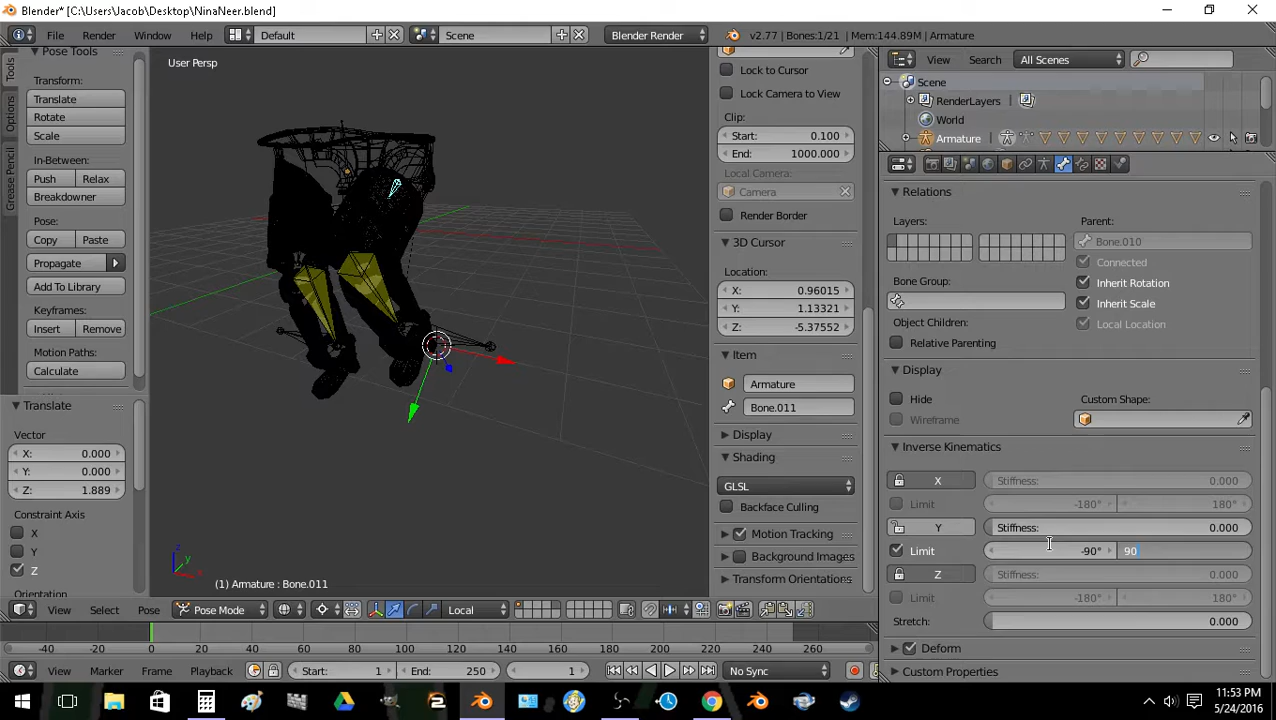 Blender* [C:\Users\Jacob\Desktop\NinaNeer.blend]
File Render Window Help Default Scene Blender Render v2.77 | Bones:1/21 | Mem:144.89M | Armature
Tools
Options
Grease Pencil
Pose Tools
Transform:
Translate
Rotate
Scale
In-Between:
Push Relax
Breakdowner
Pose:
Copy Paste
Propagate
Add To Library
Keyframes:
Insert Remove
Motion Paths:
Calculate
Translate
Vector
X: 0.000
Y: 0.000
Z: 1.889
Constraint Axis
X
Y
Z
Orientation
User Persp
(1) Armature : Bone.011
Lock to Cursor
Lock Camera to View
Clip:
Start: 0.100
End: 1000.000
Local Camera:
Camera
Render Border
3D Cursor
Location:
X: 0.96015
Y: 1.13321
Z: -5.37552
Item
Armature
Bone.011
Display
Shading
GLSL
Backface Culling
Motion Tracking
Background Images
Transform Orientations
View Search All Scenes
Scene
RenderLayers
World
Armature
Relations
Layers: Parent:
Bone.010
Connected
Bone Group: Inherit Rotation
Inherit Scale
Object Children: Local Location
Relative Parenting
Display
Hide Custom Shape:
Wireframe
Inverse Kinematics
X Stiffness: 0.000
Limit -180° 180°
Y Stiffness: 0.000
Limit -90° 90
Z Stiffness: 0.000
Limit -180° 180°
Stretch: 0.000
Deform
Custom Properties
View Select Pose Pose Mode Local
-40 -20 0 20 40 60 80 100 120 140 160 180 200 220 240 260
View Marker Frame Playback Start: 1 End: 250 1 No Sync
11:53 PM
5/24/2016